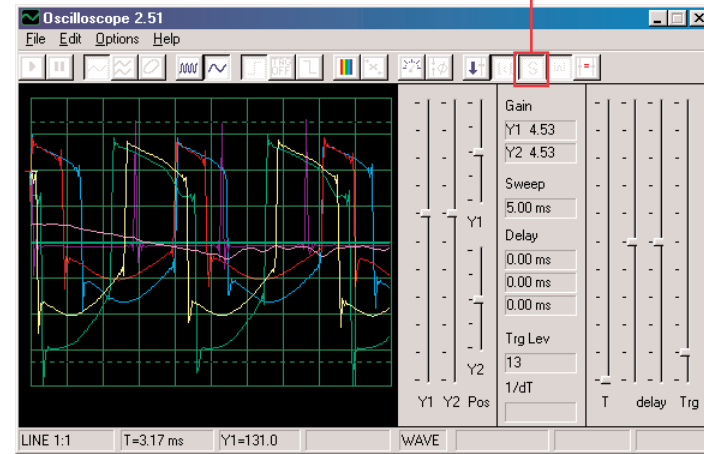 Oscilloscope 2.51
File Edit Options Help
TRG
OFF
S
Gain
Y1 4.53
Y2 4.53
Sweep
5.00 ms
Y1
Delay
0.00 ms
0.00 ms
0.00 ms
Trg Lev
13
Y2
1/dT
Y1 Y2 Pos
T delay Trg
LINE 1:1 T=3.17 ms Y1=131.0 WAVE